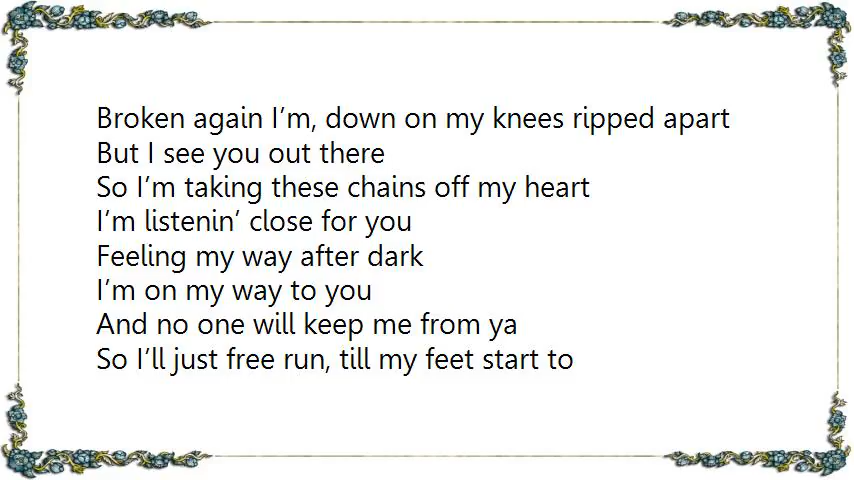 Broken again I’m, down on my knees ripped apart
But I see you out there
So I’m taking these chains off my heart
I’m listenin’ close for you
Feeling my way after dark
I’m on my way to you
And no one will keep me from ya
So I’ll just free run, till my feet start to